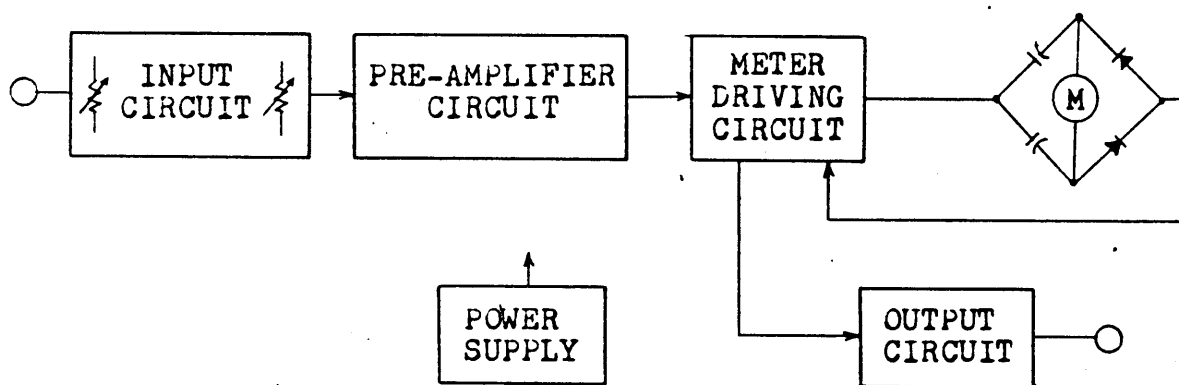 INPUT
CIRCUIT
PRE-AMPLIFIER
CIRCUIT
METER
DRIVING
CIRCUIT
M
POWER
SUPPLY
OUTPUT
CIRCUIT